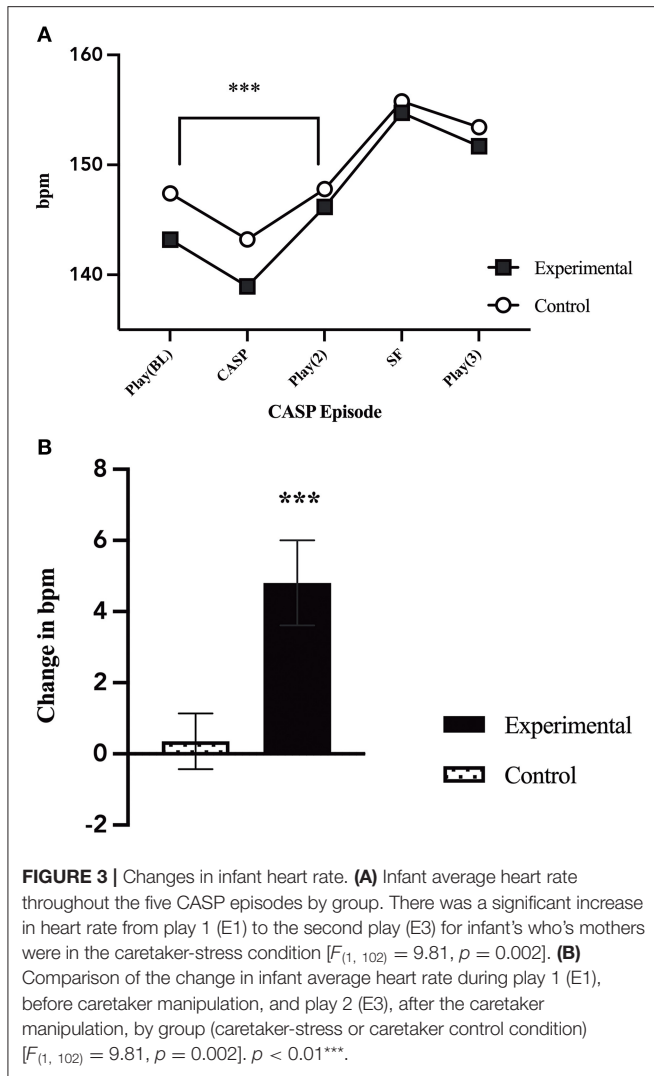 A
160
***
150
bpm
140
Experimental
Control
Play(BL)
CASP
Play(2)
SF
Play(3)
CASP Episode
B
8
***
6
4
Change in bpm
2
Experimental
0
Control
-2
FIGURE 3 | Changes in infant heart rate. (A) Infant average heart rate
throughout the five CASP episodes by group. There was a significant increase
in heart rate from play 1 (E1) to the second play (E3) for infant's who's mothers
were in the caretaker-stress condition [F(1, 102) = 9.81, p = 0.002]. (B)
Comparison of the change in infant average heart rate during play 1 (E1),
before caretaker manipulation, and play 2 (E3), after the caretaker
manipulation, by group (caretaker-stress or caretaker control condition)
[F(1, 102) = 9.81, p = 0.002]. p < 0.01***.